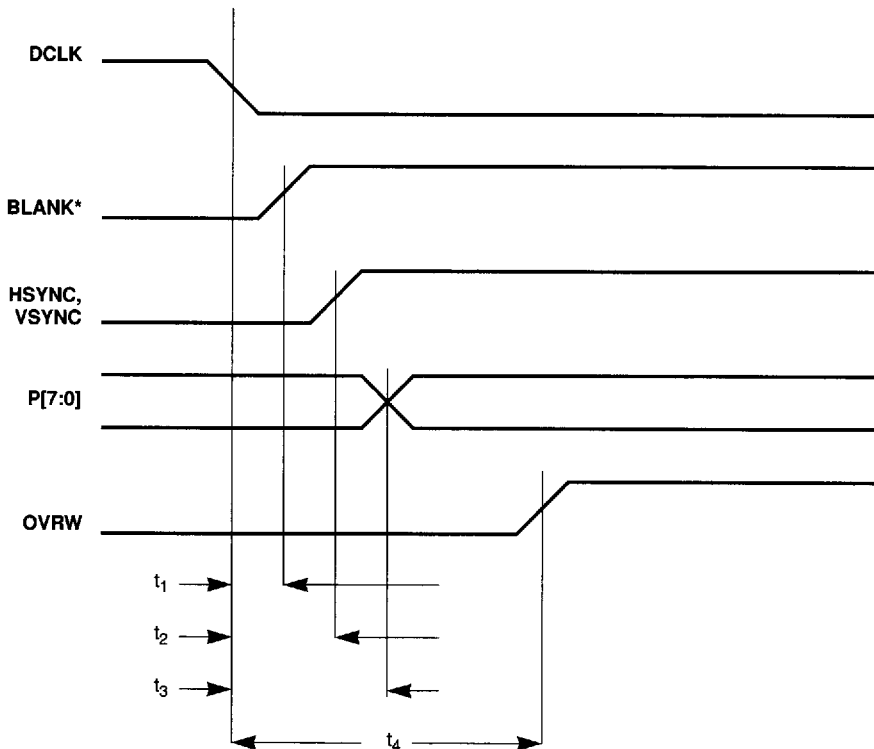 DCLK
BLANK*
HSYNC,
VSYNC
P[7:0]
OVRW
t1
t2
t3
t4